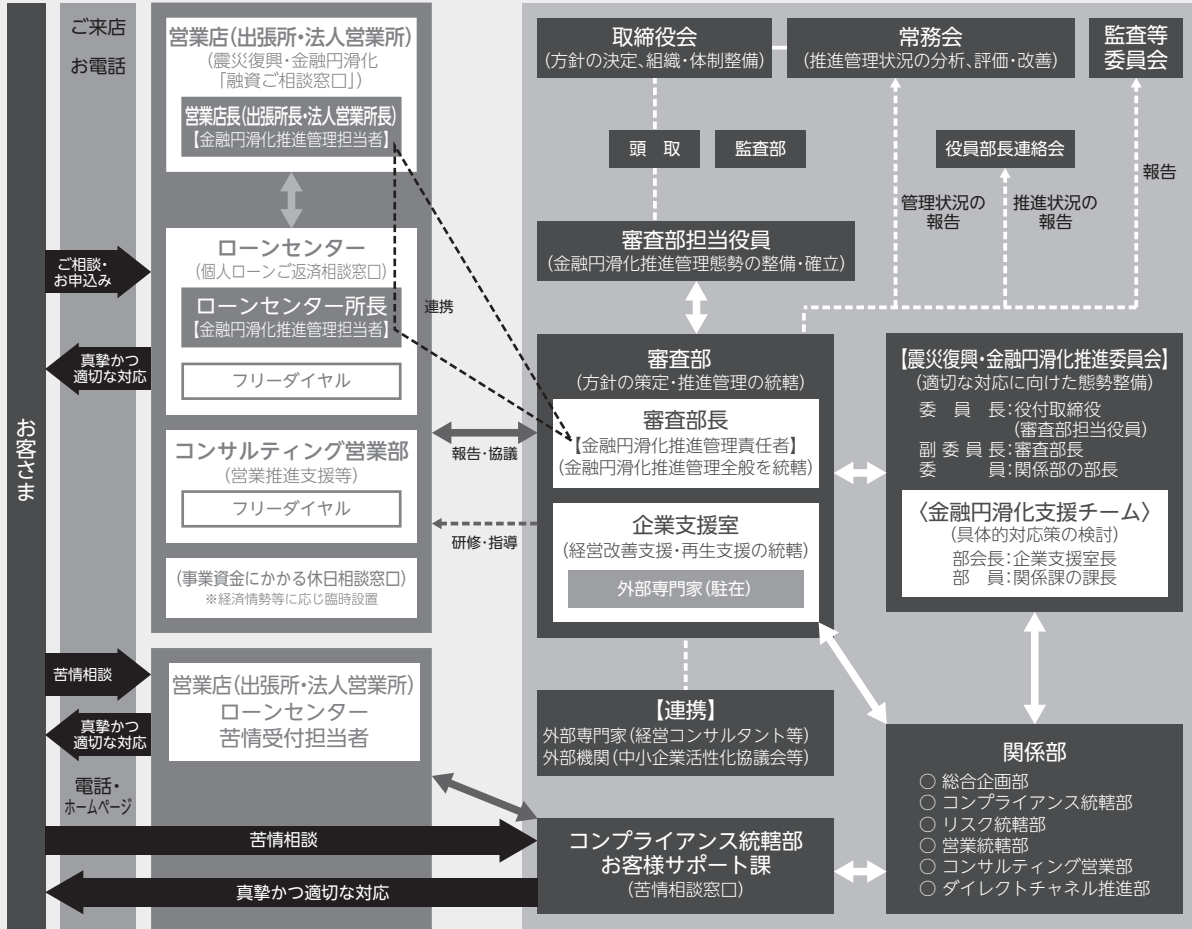 お客さま
ご来店
お電話
ご相談・
お申込み
真摯かつ
適切な対応
苦情相談
真摯かつ
適切な対応
電話・
ホームページ
苦情相談
真摯かつ適切な対応
営業店(出張所・法人営業所)
(震災復興・金融円滑化
「融資ご相談窓口」)
営業店長(出張所長・法人営業所長)
【金融円滑化推進管理担当者】
ローンセンター
(個人ローンご返済相談窓口)
ローンセンター所長
【金融円滑化推進管理担当者】
フリーダイヤル
コンサルティング営業部
(営業推進支援等)
フリーダイヤル
(事業資金にかかる休日相談窓口)
※経済情勢等に応じ臨時設置
営業店(出張所・法人営業所)
ローンセンター
苦情受付担当者
連携
報告・協議
研修・指導
取締役会
(方針の決定、組織・体制整備)
常務会
(推進管理状況の分析、評価・改善)
監査等
委員会
頭 取
監査部
役員部長連絡会
管理状況の
報告
推進状況の
報告
報告
審査部担当役員
(金融円滑化推進管理態勢の整備・確立)
審査部
(方針の策定・推進管理の統轄)
審査部長
【金融円滑化推進管理責任者】
(金融円滑化推進管理全般を統轄)
企業支援室
(経営改善支援・再生支援の統轄)
外部専門家(駐在)
【震災復興・金融円滑化推進委員会】
(適切な対応に向けた態勢整備)
委 員 長:役付取締役
(審査部担当役員)
副委員長:審査部長
委 員:関係部の部長
〈金融円滑化支援チーム〉
(具体的対応策の検討)
部会長:企業支援室長
部 員:関係課の課長
【連携】
外部専門家(経営コンサルタント等)
外部機関(中小企業活性化協議会等)
コンプライアンス統轄部
お客様サポート課
(苦情相談窓口)
関係部
○ 総合企画部
○ コンプライアンス統轄部
○ リスク統轄部
○ 営業統轄部
○ コンサルティング営業部
○ ダイレクトチャネル推進部